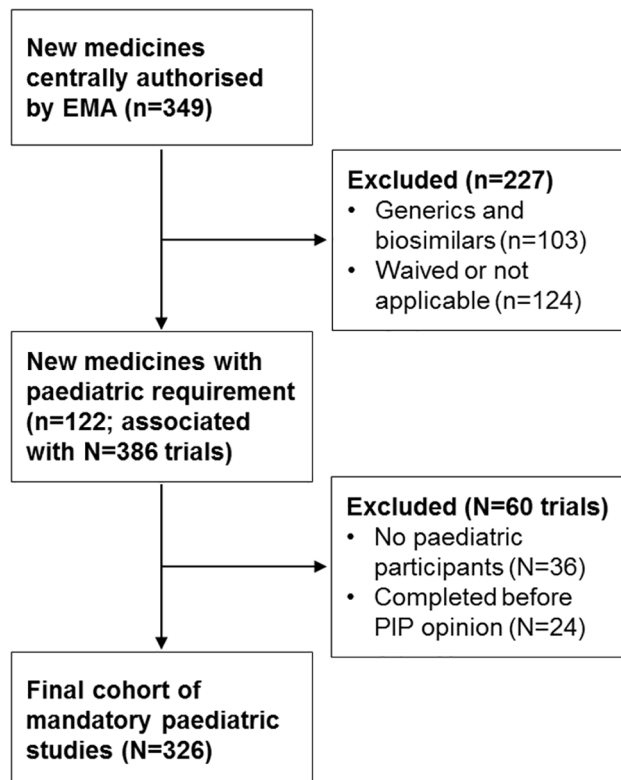 New medicines
centrally authorised
by EMA (n=349)
Excluded (n=227)
• Generics and
biosimilars (n=103)
• Waived or not
applicable (n=124)
New medicines with
paediatric requirement
(n=122; associated
with N=386 trials)
Excluded (N=60 trials)
• No paediatric
participants (N=36)
• Completed before
PIP opinion (N=24)
Final cohort of
mandatory paediatric
studies (N=326)